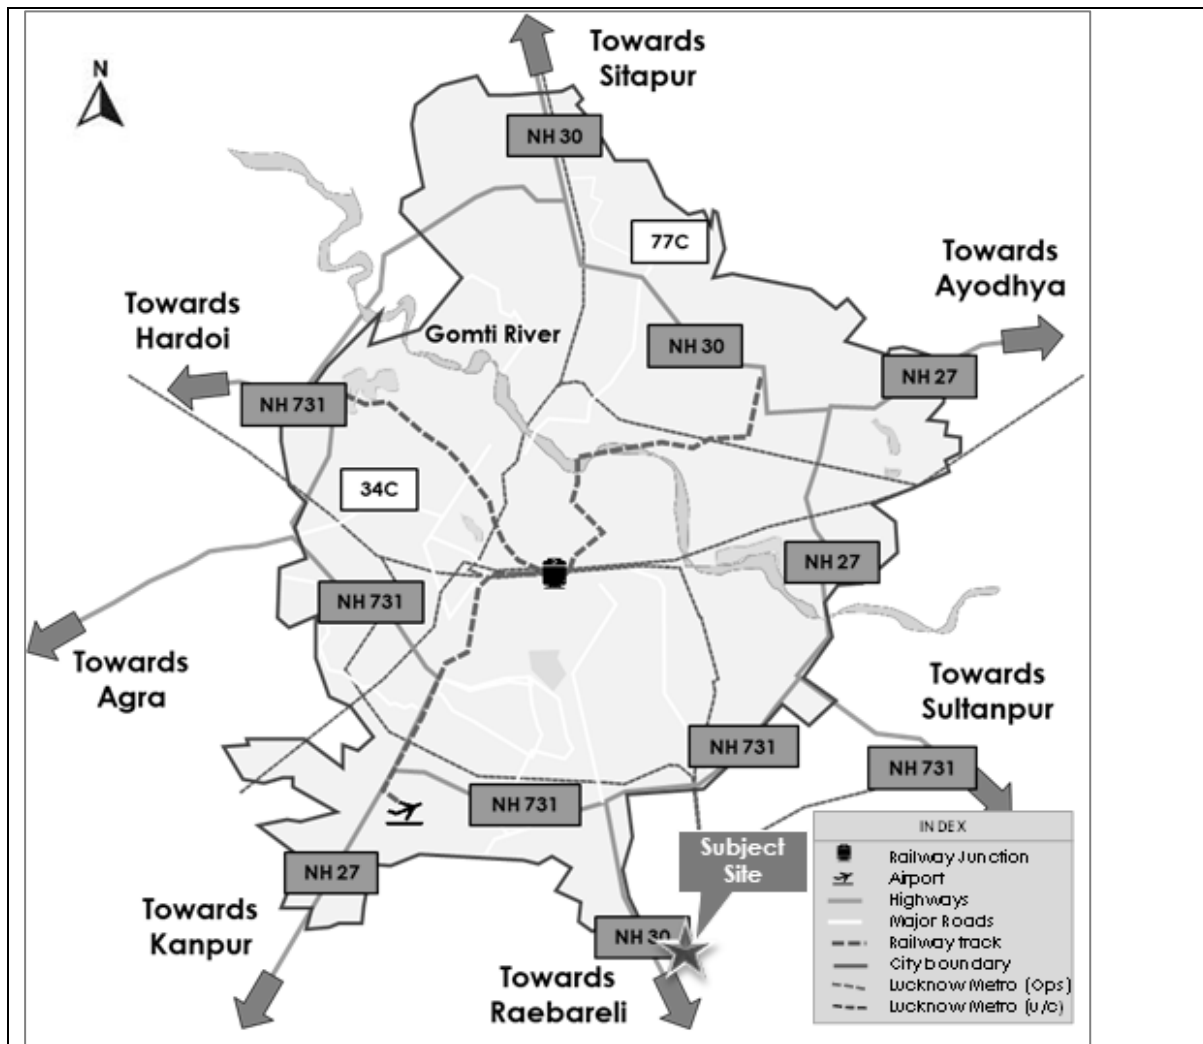 Towards
Sitapur
N
NH 30
77C
Towards
Ayodhya
Towards
Hardoi
Gomti River
NH 30
NH 27
NH 731
34C
NH 27
NH 731
Towards
Agra
Towards
Sultanpur
NH 731
NH 731
NH 731
INDEX
Railway Junction
Airport
Highways
Major Roads
Railway track
City boundary
Lucknow Metro (Ops)
Lucknow Metro (u/c)
Subject
Site
NH 27
Towards
Kanpur
NH 30
Towards
Raebareli